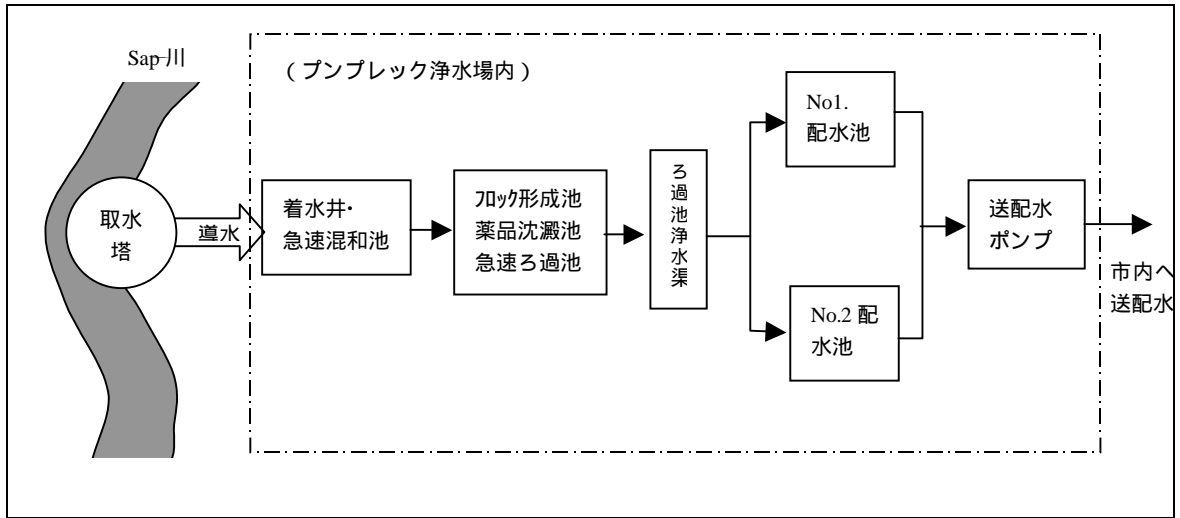 Sap川
(プンプレック浄水場内)
取水
塔
導水
着水井・
急速混和池
フロック形成池
薬品沈澱池
急速ろ過池
ろ過池浄水渠
No1.
配水池
No.2 配
水池
送配水
ポンプ
市内へ
送配水